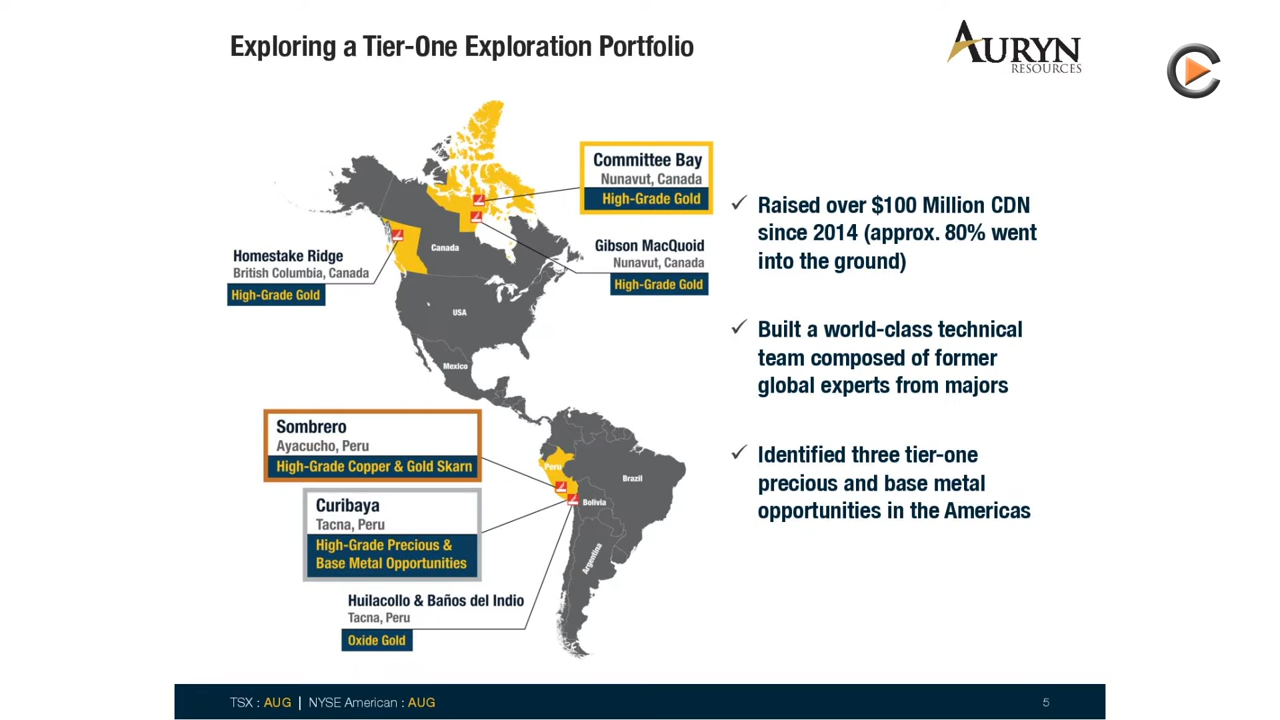 Exploring a Tier-One Exploration Portfolio
AURYN
RESOURCES
Committee Bay
Nunavut, Canada
High-Grade Gold
Gibson MacQuoid
Nunavut, Canada
High-Grade Gold
Homestake Ridge
British Columbia, Canada
High-Grade Gold
Canada
USA
Mexico
Sombrero
Ayacucho, Peru
High-Grade Copper & Gold Skarn
Curibaya
Tacna, Peru
High-Grade Precious &
Base Metal Opportunities
Huilacollo & Baños del Indio
Tacna, Peru
Oxide Gold
Peru
Brazil
Bolivia
Argentina
✓ Raised over $100 Million CDN
since 2014 (approx. 80% went
into the ground)
✓ Built a world-class technical
team composed of former
global experts from majors
✓ Identified three tier-one
precious and base metal
opportunities in the Americas
TSX : AUG | NYSE American : AUG
5